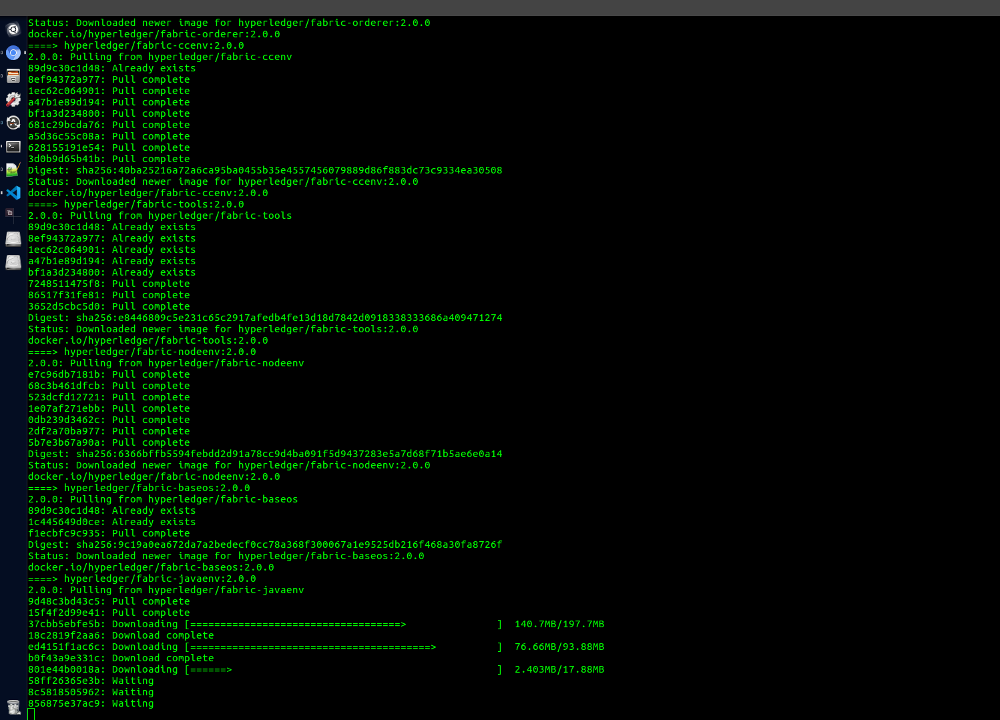 Status: Downloaded newer image for hyperledger/fabric-orderer:2.0.0
docker.io/hyperledger/fabric-orderer:2.0.0
====> hyperledger/fabric-ccenv:2.0.0
2.0.0: Pulling from hyperledger/fabric-ccenv
89d9c30c1d48: Already exists
8ef94372a977: Pull complete
1ec62c064901: Pull complete
a47b1e89d194: Pull complete
bf1a3d234800: Pull complete
681c29bcda76: Pull complete
a5d36c55c08a: Pull complete
628155191e54: Pull complete
3d0b9d65b41b: Pull complete
Digest: sha256:40ba25216a72a6ca95ba0455b35e4557456079889d86f883dc73c9334ea30508
Status: Downloaded newer image for hyperledger/fabric-ccenv:2.0.0
docker.io/hyperledger/fabric-ccenv:2.0.0
====> hyperledger/fabric-tools:2.0.0
2.0.0: Pulling from hyperledger/fabric-tools
89d9c30c1d48: Already exists
8ef94372a977: Already exists
1ec62c064901: Already exists
a47b1e89d194: Already exists
bf1a3d234800: Already exists
7248511475f8: Pull complete
86517f31fe81: Pull complete
3652d5cbc5d0: Pull complete
Digest: sha256:e8446809c5e231c65c2917afedb4fe13d18d7842d0918338333686a409471274
Status: Downloaded newer image for hyperledger/fabric-tools:2.0.0
docker.io/hyperledger/fabric-tools:2.0.0
====> hyperledger/fabric-nodeenv:2.0.0
2.0.0: Pulling from hyperledger/fabric-nodeenv
e7c96db7181b: Pull complete
68c3b461dfcb: Pull complete
523dcfd12721: Pull complete
1e07af271ebb: Pull complete
0db239d3462c: Pull complete
2df2a70ba977: Pull complete
5b7e3b67a90a: Pull complete
Digest: sha256:6366bffb5594febdd2d91a78cc9d4ba091f5d9437283e5a7d68f71b5ae6e0a14
Status: Downloaded newer image for hyperledger/fabric-nodeenv:2.0.0
docker.io/hyperledger/fabric-nodeenv:2.0.0
====> hyperledger/fabric-baseos:2.0.0
2.0.0: Pulling from hyperledger/fabric-baseos
89d9c30c1d48: Already exists
1c445649d0ce: Already exists
f1ecbfc9c935: Pull complete
Digest: sha256:9c19a0ea672da7a2bedecf0cc78a368f300067a1e9525db216f468a30fa8726f
Status: Downloaded newer image for hyperledger/fabric-baseos:2.0.0
docker.io/hyperledger/fabric-baseos:2.0.0
====> hyperledger/fabric-javaenv:2.0.0
2.0.0: Pulling from hyperledger/fabric-javaenv
9d48c3bd43c5: Pull complete
15f4f2d99e41: Pull complete
37cbb5ebfe5b: Downloading [===================================>               ]  140.7MB/197.7MB
18c2819f2aa6: Download complete
ed4151f1ac6c: Downloading [========================================>          ]  76.66MB/93.88MB
b0f43a9e331c: Download complete
801e44b0018a: Downloading [======>                                            ]  2.403MB/17.88MB
58ff26365e3b: Waiting
8c5818505962: Waiting
856875e37ac9: Waiting